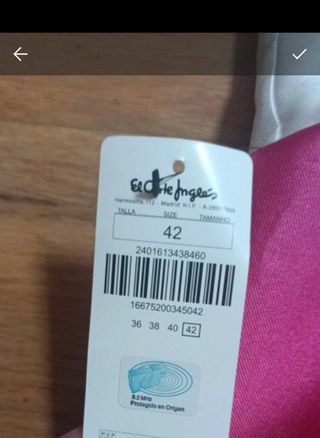 El Corte Inglés
Hermosilla, 112 - Madrid N.I.F. - A-28017895
TALLA SIZE TAMANHO
42
2401613438460
16675200345042
36 38 40 42
8.2 MHz
Protegido en Origen
P.V.P.